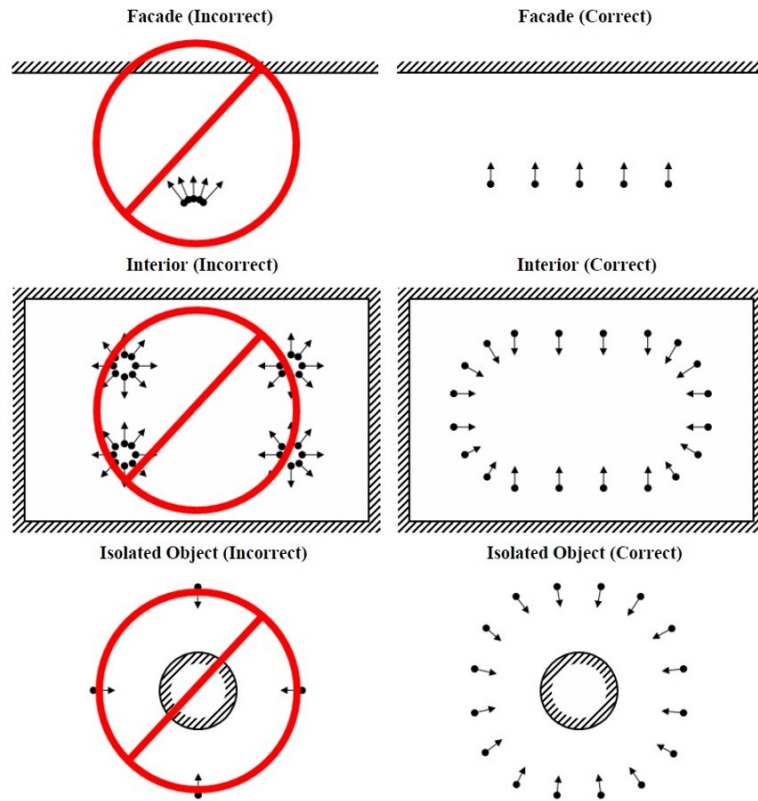 Facade (Incorrect)
Facade (Correct)
Interior (Incorrect)
Interior (Correct)
Isolated Object (Incorrect)
Isolated Object (Correct)